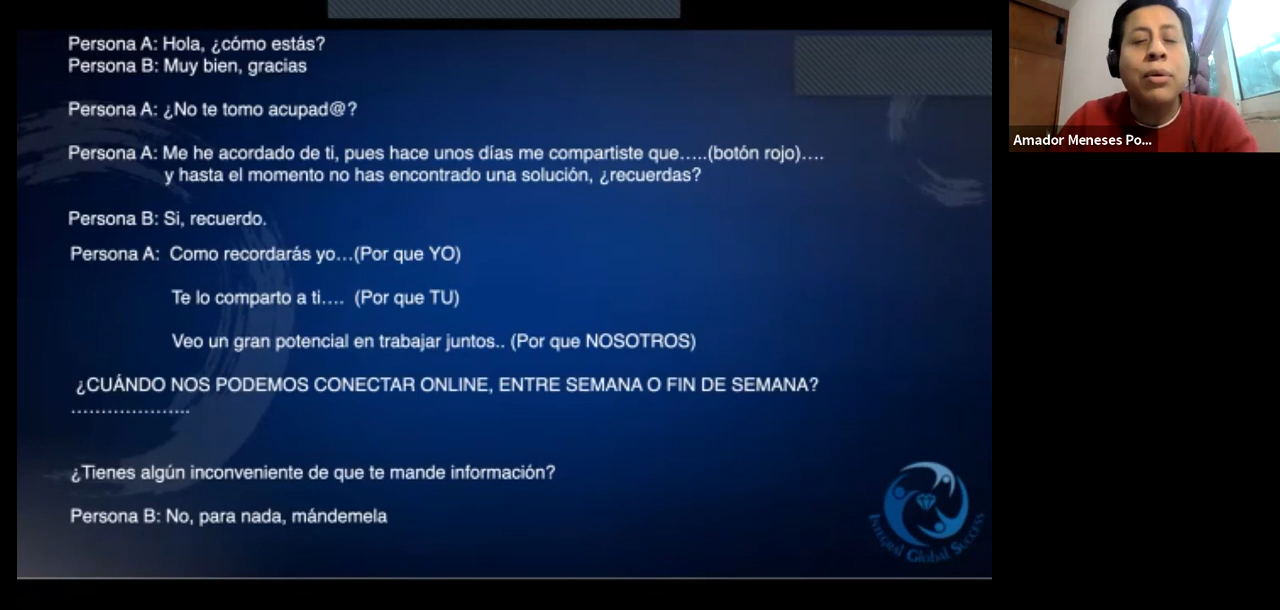 Persona A: Hola, ¿cómo estás?
Persona B: Muy bien, gracias
Persona A: ¿No te tomo acupad@?
Persona A: Me he acordado de ti, pues hace unos días me compartiste que…..(botón rojo)….
y hasta el momento no has encontrado una solución, ¿recuerdas?
Persona B: Si, recuerdo.
Persona A: Como recordarás yo…(Por que YO)
Te lo comparto a ti…. (Por que TU)
Veo un gran potencial en trabajar juntos.. (Por que NOSOTROS)
¿CUÁNDO NOS PODEMOS CONECTAR ONLINE, ENTRE SEMANA O FIN DE SEMANA?
………………..
¿Tienes algún inconveniente de que te mande información?
Persona B: No, para nada, mándemela
Integral Global Success
Amador Meneses Po...